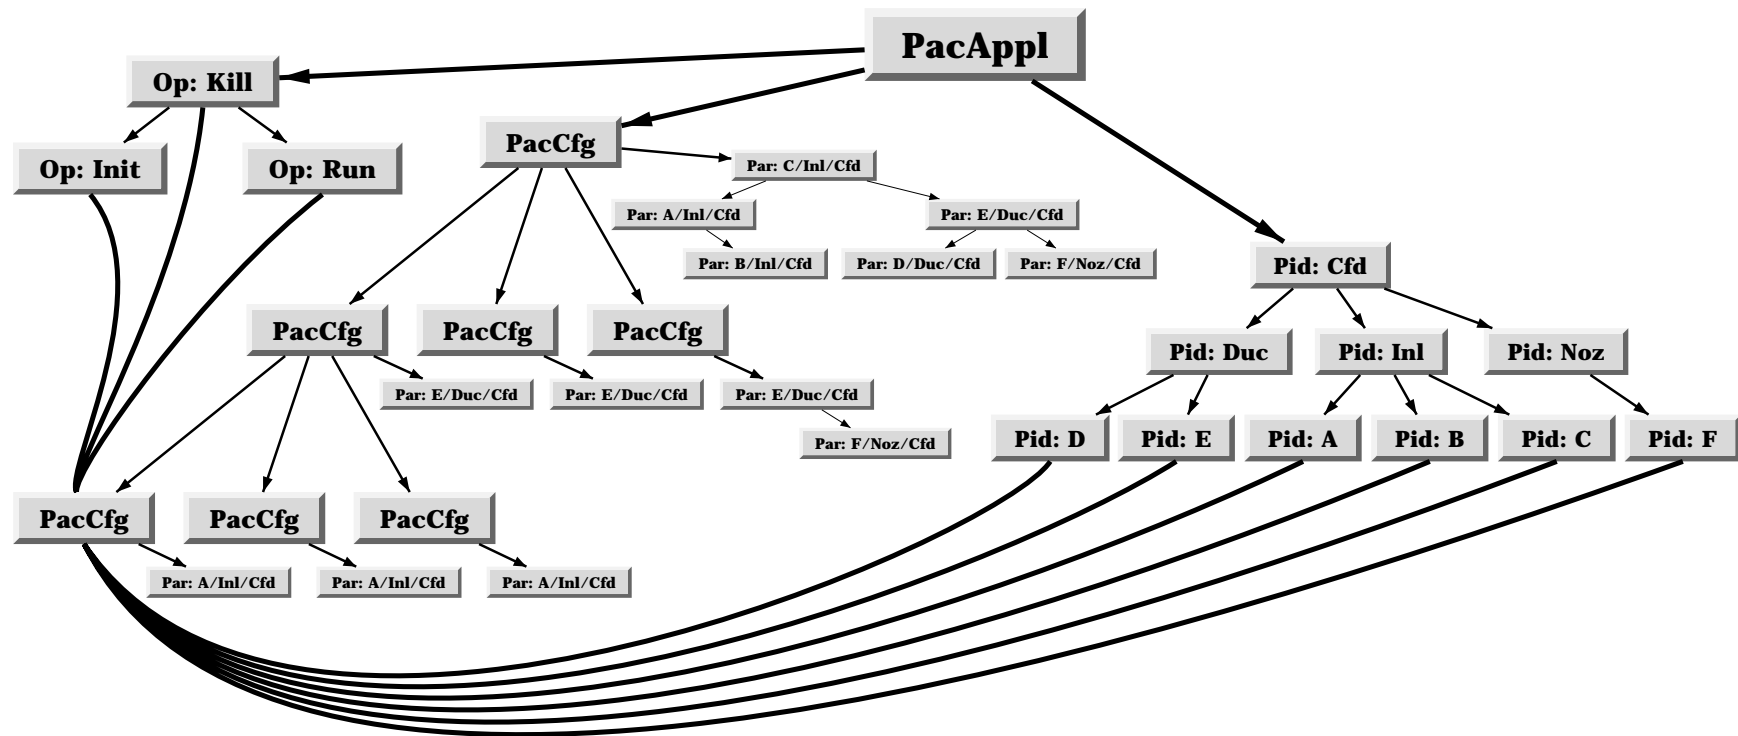 PacAppl
Op: Kill
PacCfg
Op: Init
Op: Run
Par: C/Inl/Cfd
Par: A/Inl/Cfd
Par: E/Duc/Cfd
Par: B/Inl/Cfd
Par: D/Duc/Cfd
Par: F/Noz/Cfd
Pid: Cfd
PacCfg
PacCfg
PacCfg
Pid: Duc
Pid: Inl
Pid: Noz
Par: E/Duc/Cfd
Par: E/Duc/Cfd
Par: E/Duc/Cfd
Par: F/Noz/Cfd
Pid: D
Pid: E
Pid: A
Pid: B
Pid: C
Pid: F
PacCfg
PacCfg
PacCfg
Par: A/Inl/Cfd
Par: A/Inl/Cfd
Par: A/Inl/Cfd